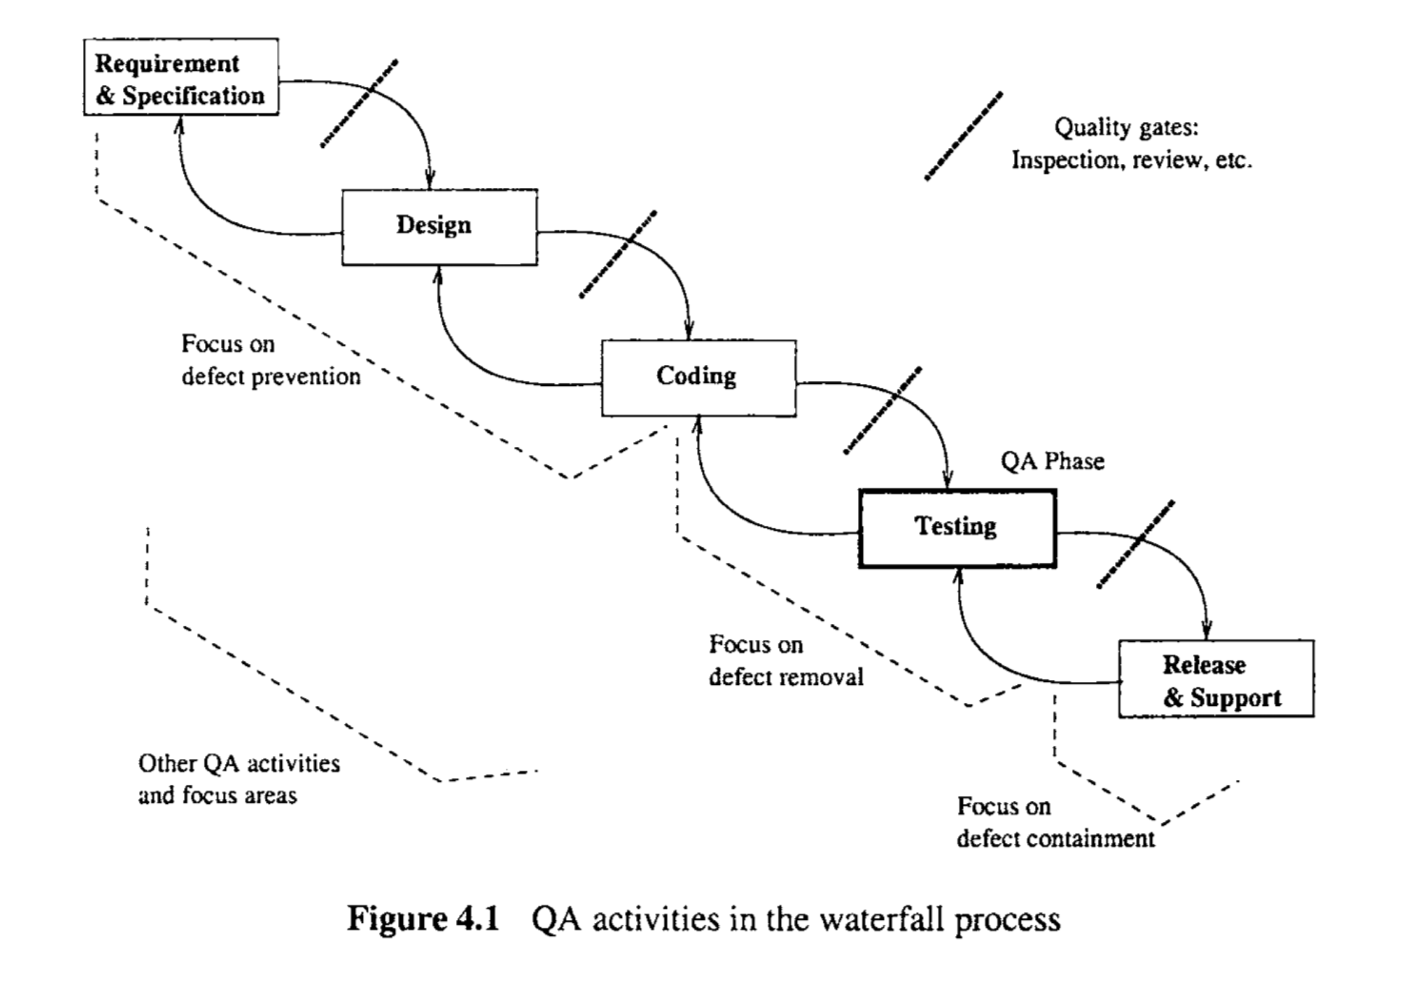 Requirement
& Specification
Quality gates:
Inspection, review, etc.
Design
Focus on
defect prevention
Coding
QA Phase
Testing
Focus on
defect removal
Release
& Support
Other QA activities
and focus areas
Focus on
defect containment
Figure 4.1 QA activities in the waterfall process